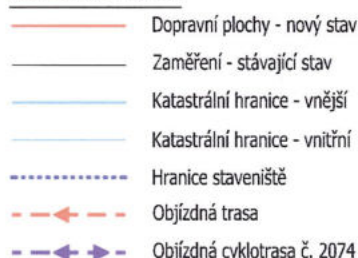 Dopravní plochy - nový stav
Zaměření - stávající stav
Katastrální hranice - vnější
Katastrální hranice - vnitřní
Hranice staveniště
Objízdná trasa
Objízdná cyklotrasa č. 2074